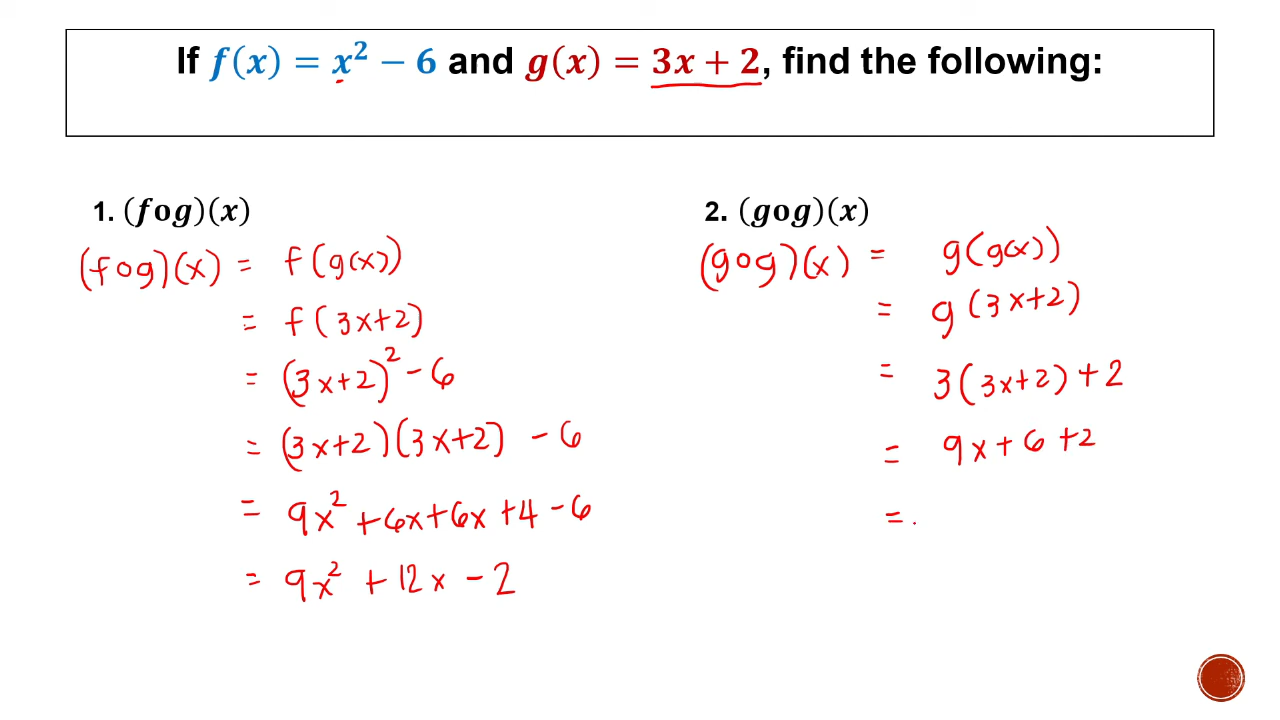 If f(x) = x² − 6 and g(x) = 3x + 2, find the following:
1. (fog)(x)
(fog)(x) = f(g(x))
= f(3x+2)
= (3x+2)² - 6
= (3x+2)(3x+2) - 6
= 9x² + 6x + 6x + 4 - 6
= 9x² + 12x - 2
2. (gog)(x)
(gog)(x) = g(g(x))
= g(3x+2)
= 3(3x+2) + 2
= 9x + 6 + 2
= .